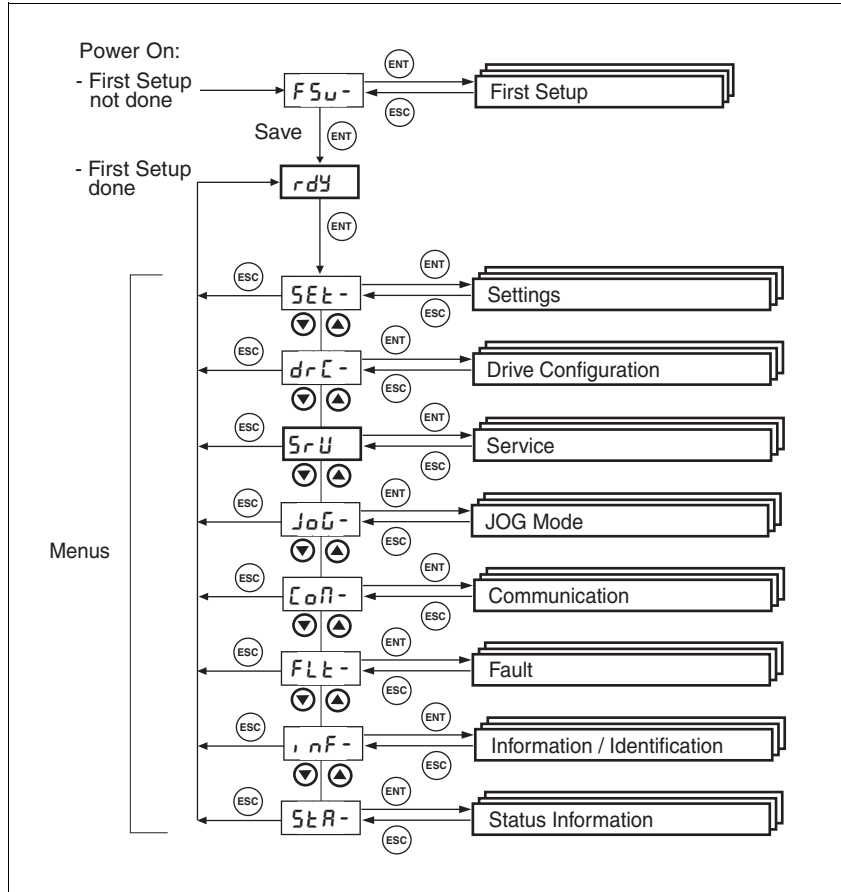 Power On:
- First Setup
not done
FSu-
ENT
ESC
First Setup
Save
ENT
- First Setup
done
rdY
ENT
ESC
SEt-
ENT
ESC
Settings
ESC
drC-
ENT
ESC
Drive Configuration
ESC
SrU
ENT
ESC
Service
ESC
JoG-
ENT
ESC
JOG Mode
Menus
ESC
CoM-
ENT
ESC
Communication
ESC
FLt-
ENT
ESC
Fault
ESC
inF-
ENT
ESC
Information / Identification
ESC
StA-
ENT
ESC
Status Information